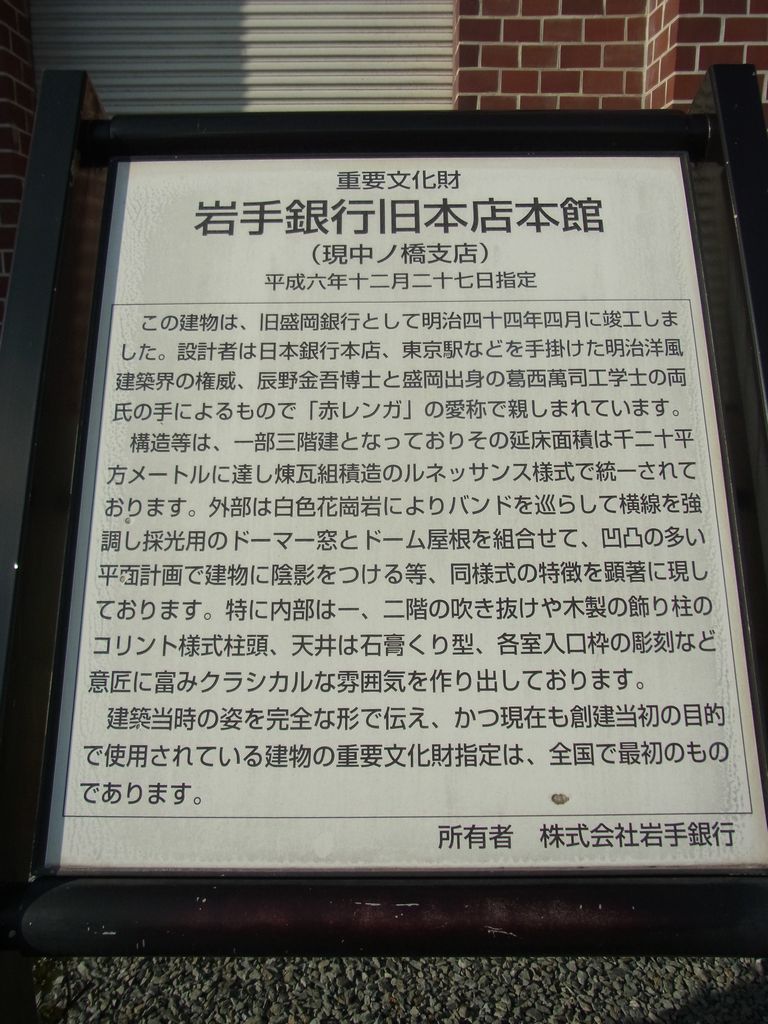 重要文化財
岩手銀行旧本店本館
（現中ノ橋支店）
平成六年十二月二十七日指定
この建物は、旧盛岡銀行として明治四十四年四月に竣工しま
した。設計者は日本銀行本店、東京駅などを手掛けた明治洋風
建築界の権威、辰野金吾博士と盛岡出身の葛西萬司工学士の両
氏の手によるもので「赤レンガ」の愛称で親しまれています。
構造等は、一部三階建となっておりその延床面積は千二十平
方メートルに達し煉瓦組積造のルネッサンス様式で統一されて
おります。外部は白色花崗岩によりバンドを巡らして横線を強
調し採光用のドーマー窓とドーム屋根を組合せて、凹凸の多い
平面計画で建物に陰影をつける等、同様式の特徴を顕著に現し
ております。特に内部は一、二階の吹き抜けや木製の飾り柱の
コリント様式柱頭、天井は石膏くり型、各室入口枠の彫刻など
意匠に富みクラシカルな雰囲気を作り出しております。
建築当時の姿を完全な形で伝え、かつ現在も創建当初の目的
で使用されている建物の重要文化財指定は、全国で最初のもの
であります。
所有者　株式会社岩手銀行